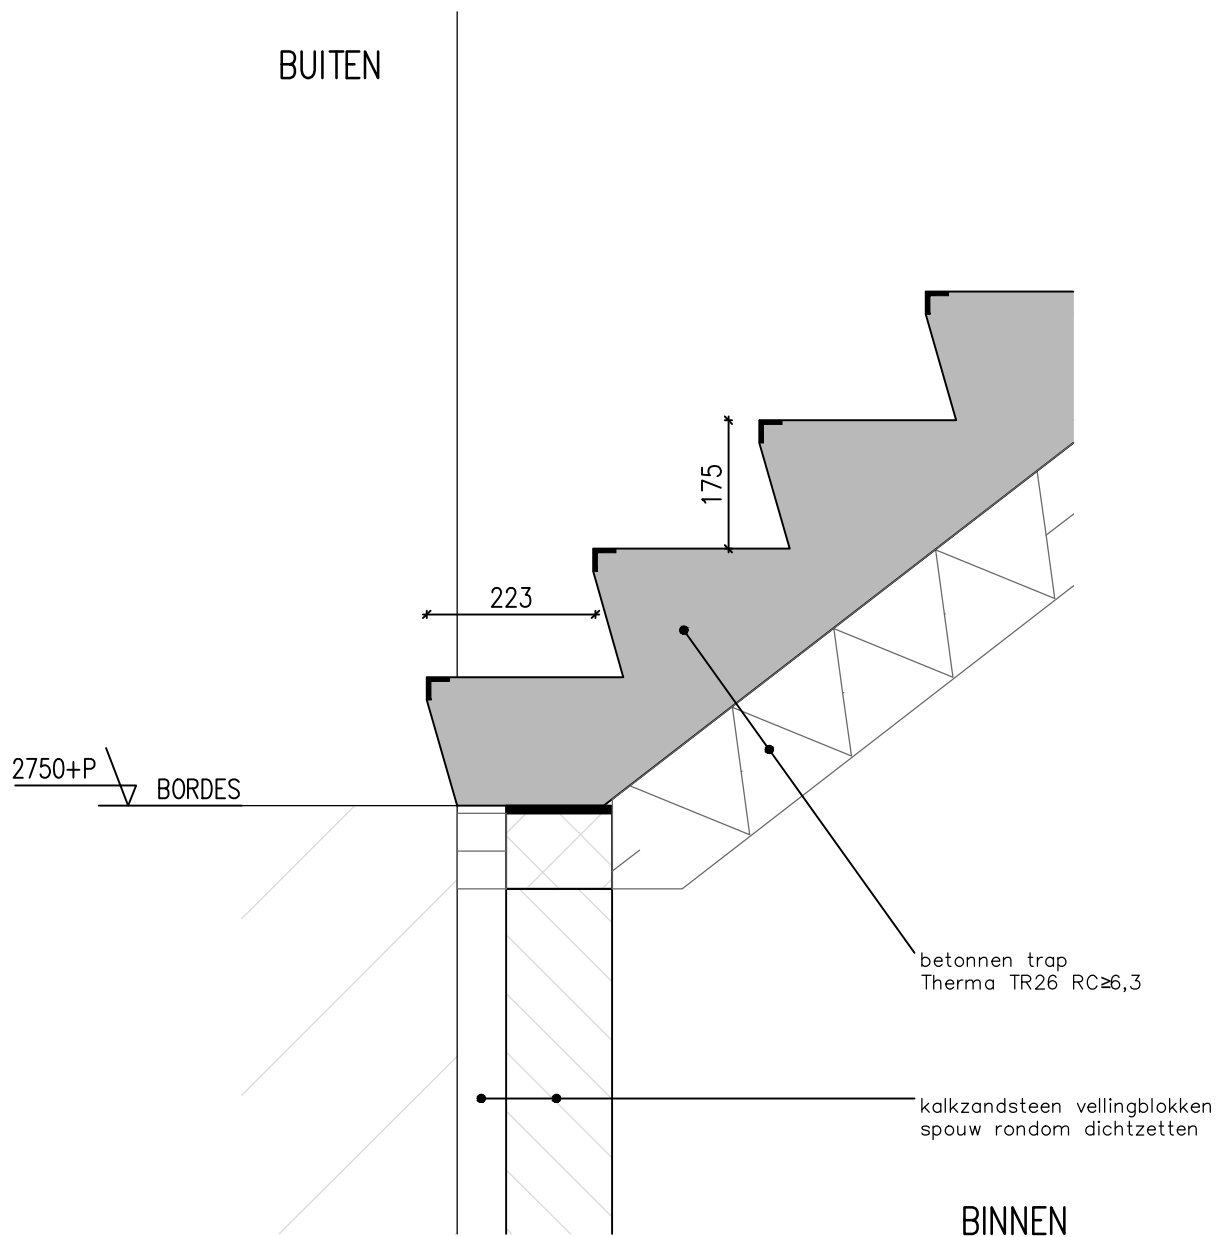 BUITEN
175
223
2750+P
BORDES
betonnen trap
Therma TR26 RC≥6,3
kalkzandsteen vellingblokken
spouw rondom dichtzetten
BINNEN